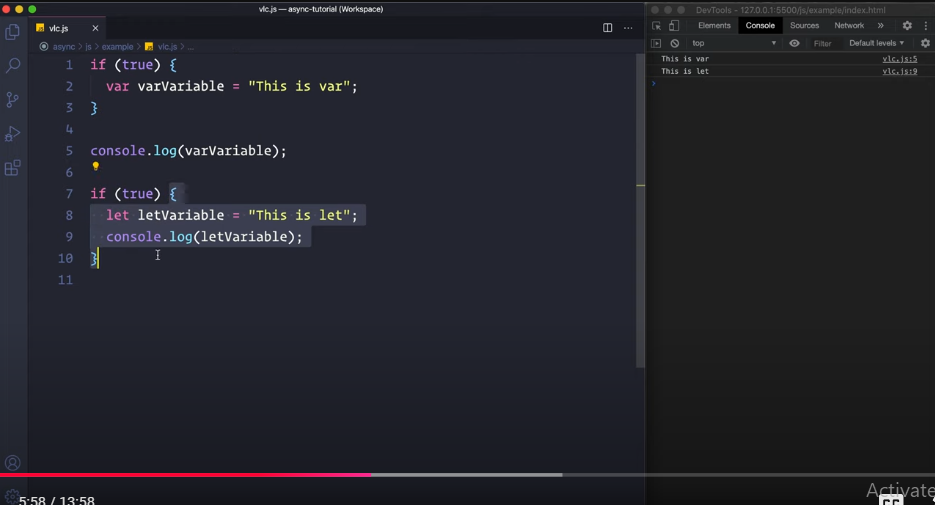 vlc.js — async-tutorial (Workspace)
DevTools - 127.0.0.1:5500/js/example/index.html
vlc.js
Elements Console Sources Network »
async > js > example > vlc.js > ...
top Filter Default levels
1 if (true) {
2 var varVariable = "This is var";
3 }
4
5 console.log(varVariable);
6
7 if (true) {
8 let letVariable = "This is let";
9 console.log(letVariable);
10 }
11
This is var vlc.js:5
This is let vlc.js:9
>
5:58 / 13:58
Activate
CC